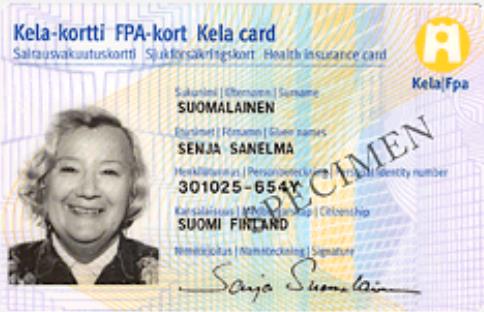 Kela-kortti FPA-kort Kela card
Sairausvakuutuskortti Sjukförsäkringskort Health insurance card
Kela|Fpa
Sukunimi | Efternamn | Surname
SUOMALAINEN
Etunimet | Förnamn | Given names
SENJA SANELMA
Henkilötunnus | Personbeteckning | Personal identity number
301025-654Y
SPECIMEN
Kansalaisuus | Medborgarskap | Citizenship
SUOMI FINLAND
Nimikirjoitus | Namnteckning | Signature
Senja Suomalainen